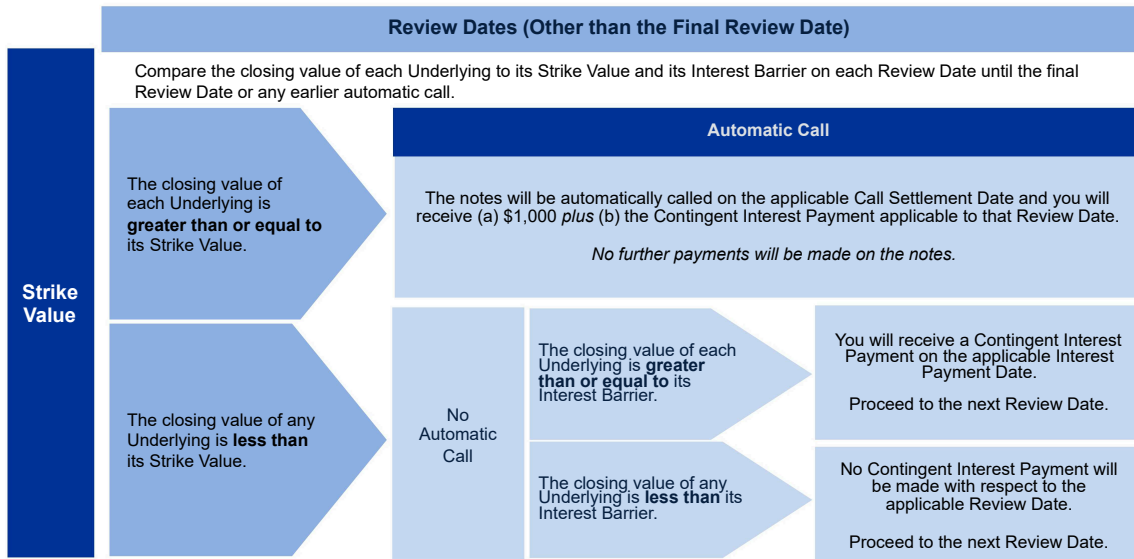 Review Dates (Other than the Final Review Date)
Compare the closing value of each Underlying to its Strike Value and its Interest Barrier on each Review Date until the final
Review Date or any earlier automatic call.
Strike
Value
The closing value of
each Underlying is
greater than or equal to
its Strike Value.
Automatic Call
The notes will be automatically called on the applicable Call Settlement Date and you will
receive (a) $1,000 plus (b) the Contingent Interest Payment applicable to that Review Date.
No further payments will be made on the notes.
The closing value of any
Underlying is less than
its Strike Value.
No
Automatic
Call
The closing value of each
Underlying is greater
than or equal to its
Interest Barrier.
You will receive a Contingent Interest
Payment on the applicable Interest
Payment Date.
Proceed to the next Review Date.
The closing value of any
Underlying is less than its
Interest Barrier.
No Contingent Interest Payment will
be made with respect to the
applicable Review Date.
Proceed to the next Review Date.